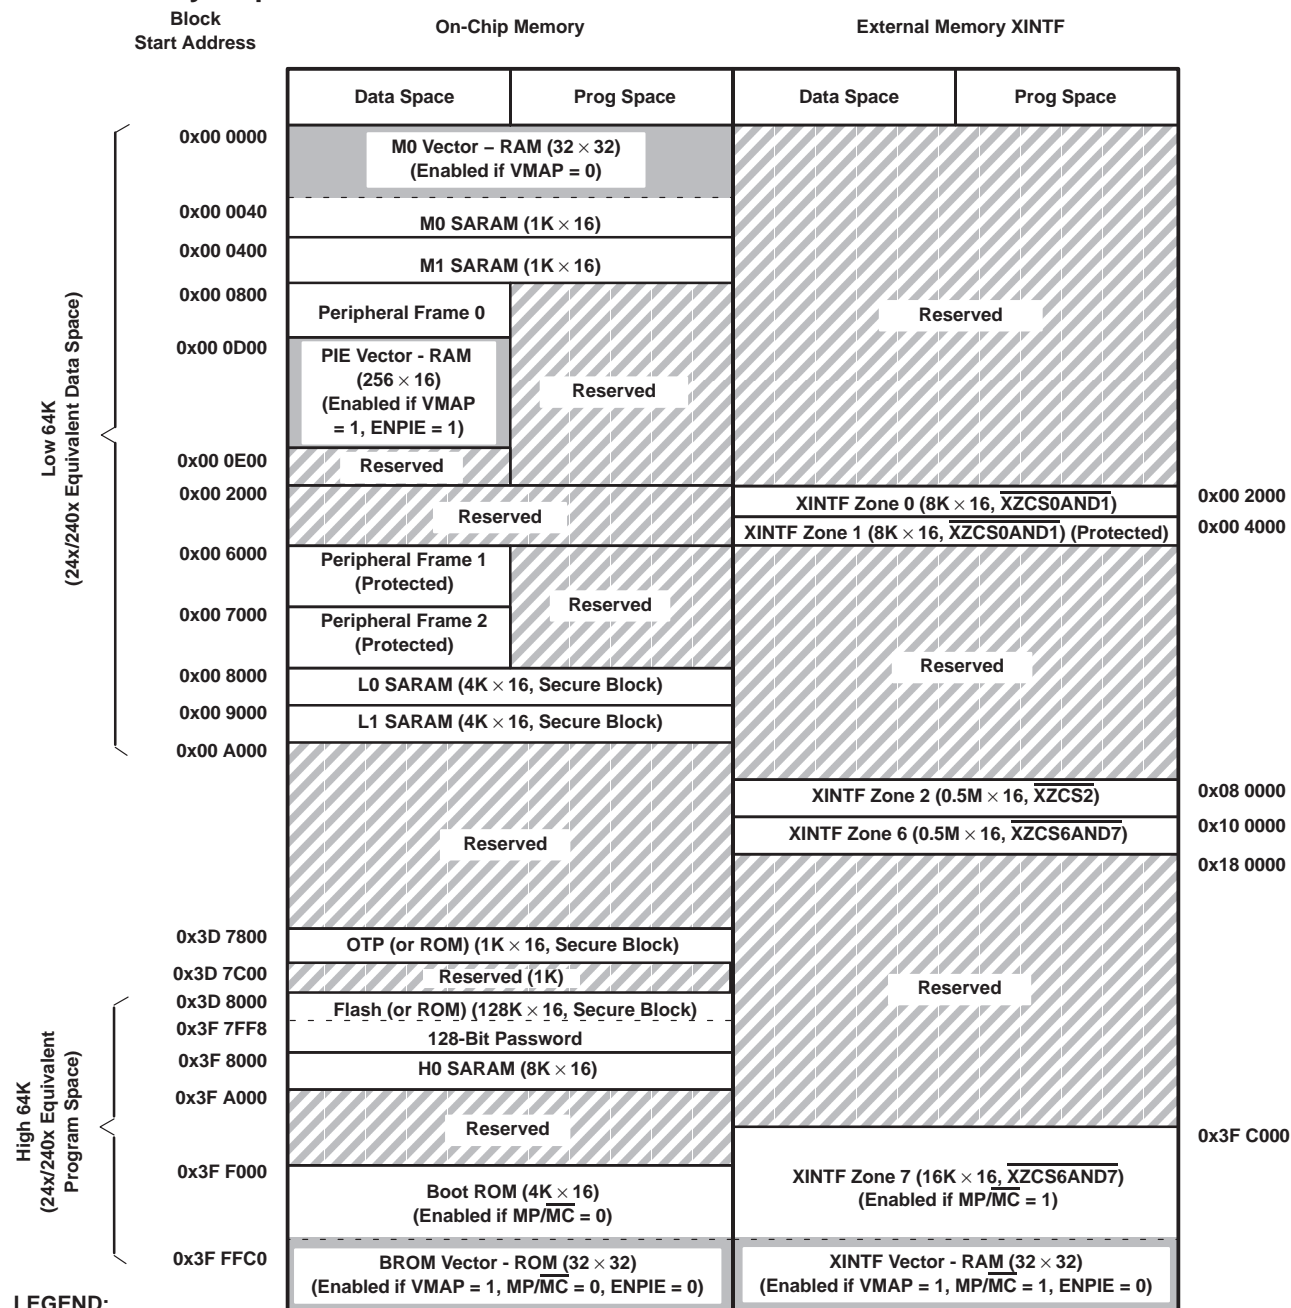 Block
Start Address
On-Chip Memory
External Memory XINTF
Data Space
Prog Space
Data Space
Prog Space
0x00 0000
M0 Vector – RAM (32 × 32)
(Enabled if VMAP = 0)
0x00 0040
M0 SARAM (1K × 16)
0x00 0400
M1 SARAM (1K × 16)
0x00 0800
Peripheral Frame 0
Reserved
0x00 0D00
PIE Vector - RAM
(256 × 16)
(Enabled if VMAP
= 1, ENPIE = 1)
Reserved
0x00 0E00
Reserved
0x00 2000
Reserved
XINTF Zone 0 (8K × 16, XZCS0AND1)
0x00 2000
XINTF Zone 1 (8K × 16, XZCS0AND1) (Protected)
0x00 4000
0x00 6000
Peripheral Frame 1
(Protected)
Reserved
0x00 7000
Peripheral Frame 2
(Protected)
0x00 8000
L0 SARAM (4K × 16, Secure Block)
Reserved
0x00 9000
L1 SARAM (4K × 16, Secure Block)
0x00 A000
Low 64K
(24x/240x Equivalent Data Space)
XINTF Zone 2 (0.5M × 16, XZCS2)
0x08 0000
XINTF Zone 6 (0.5M × 16, XZCS6AND7)
0x10 0000
Reserved
0x18 0000
0x3D 7800
OTP (or ROM) (1K × 16, Secure Block)
0x3D 7C00
Reserved (1K)
Reserved
0x3D 8000
Flash (or ROM) (128K × 16, Secure Block)
0x3F 7FF8
128-Bit Password
0x3F 8000
H0 SARAM (8K × 16)
0x3F A000
Reserved
0x3F C000
0x3F F000
Boot ROM (4K × 16)
(Enabled if MP/MC = 0)
XINTF Zone 7 (16K × 16, XZCS6AND7)
(Enabled if MP/MC = 1)
High 64K
(24x/240x Equivalent
Program Space)
0x3F FFC0
BROM Vector - ROM (32 × 32)
(Enabled if VMAP = 1, MP/MC = 0, ENPIE = 0)
XINTF Vector - RAM (32 × 32)
(Enabled if VMAP = 1, MP/MC = 1, ENPIE = 0)
LEGEND: